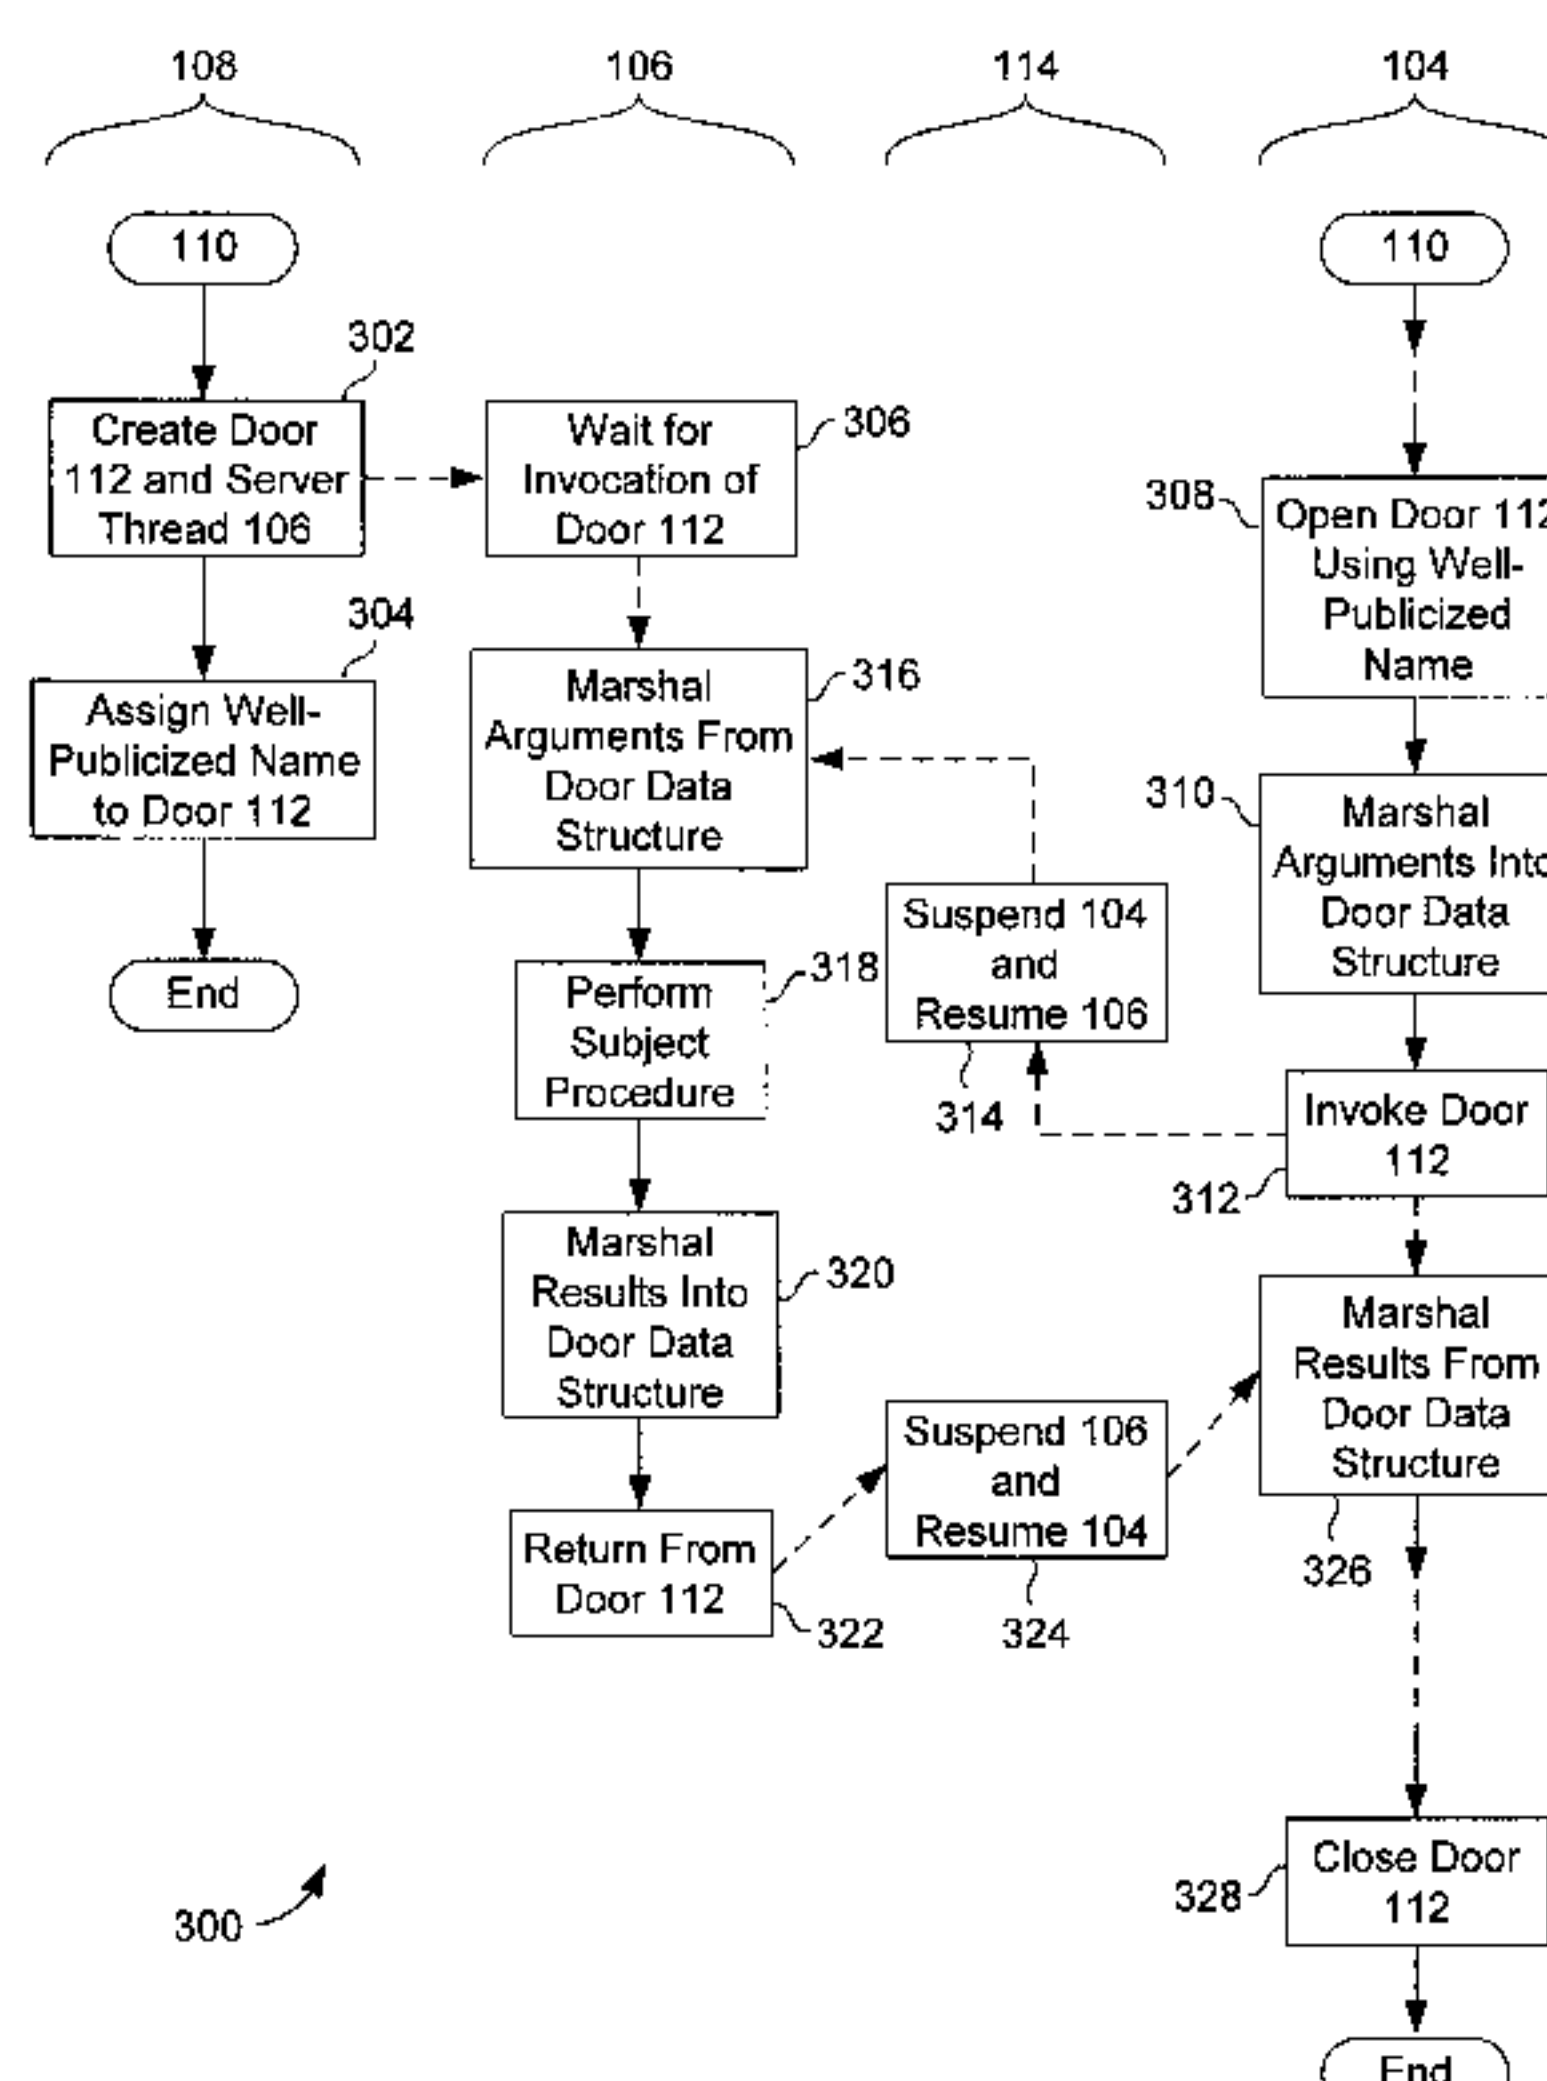 108
106
114
104
110
110
302
Create Door
112 and Server
Thread 106
Wait for
Invocation of
Door 112
306
308
Open Door 112
Using Well-
Publicized
Name
304
Assign Well-
Publicized Name
to Door 112
End
Marshal
Arguments From
Door Data
Structure
316
310
Marshal
Arguments Into
Door Data
Structure
Suspend 104
and
Resume 106
314
Perform
Subject
Procedure
318
Invoke Door
112
312
Marshal
Results Into
Door Data
Structure
320
Marshal
Results From
Door Data
Structure
326
Suspend 106
and
Resume 104
324
Return From
Door 112
322
Close Door
112
328
300
End